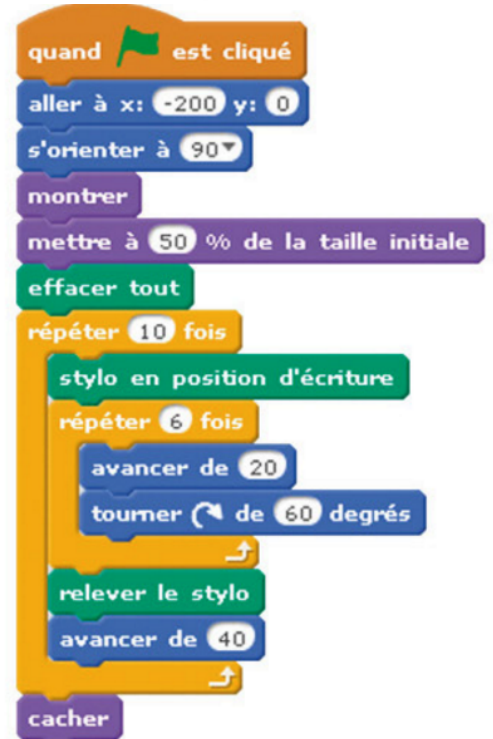 quand est cliqué
aller à x: -200 y: 0
s'orienter à 90
montrer
mettre à 50 % de la taille initiale
effacer tout
répéter 10 fois
stylo en position d'écriture
répéter 6 fois
avancer de 20
tourner de 60 degrés
relever le stylo
avancer de 40
cacher